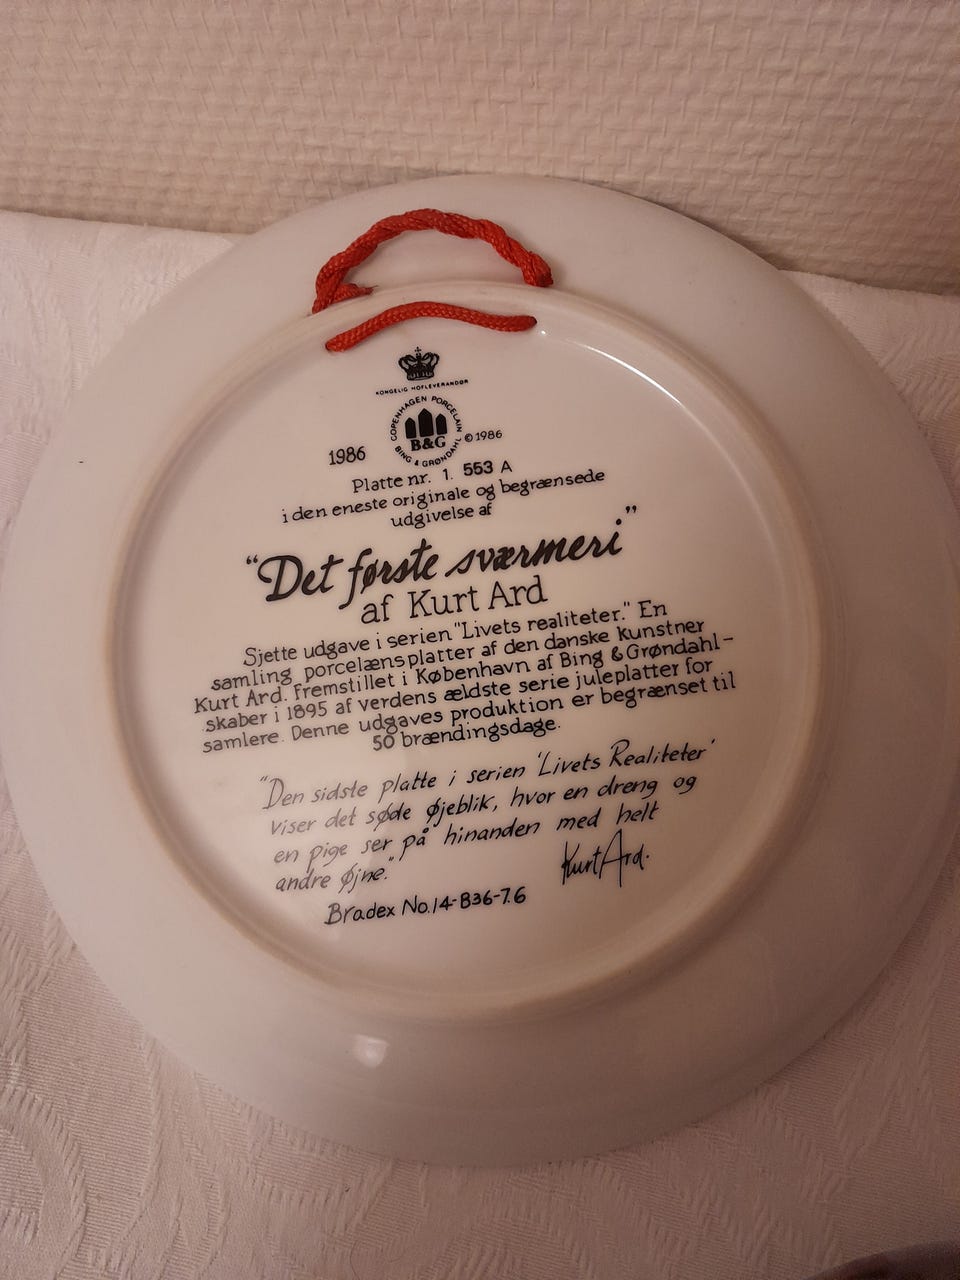 KONGELIG HOFLEVERANDØR
COPENHAGEN PORCELAIN
B&G
BING & GRØNDAHL
© 1986
1986
Platte nr. 1. 553 A
i den eneste originale og begrænsede
udgivelse af
"Det første sværmeri"
af Kurt Ard
Sjette udgave i serien "Livets realiteter." En
samling porcelænsplatter af den danske kunstner
Kurt Ard. Fremstillet i København af Bing & Grøndahl–
skaber i 1895 af verdens ældste serie juleplatter for
samlere. Denne udgaves produktion er begrænset til
50 brændingsdage.
"Den sidste platte i serien 'Livets Realiteter'
viser det søde øjeblik, hvor en dreng og
en pige ser på hinanden med helt
andre øjne."
Kurt Ard.
Bradex No. 14-B36-7.6